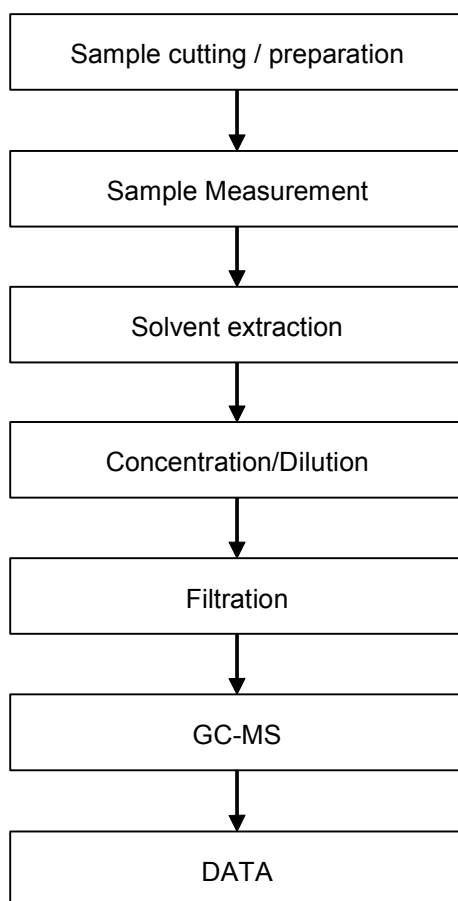 Sample cutting / preparation
Sample Measurement
Solvent extraction
Concentration/Dilution
Filtration
GC-MS
DATA